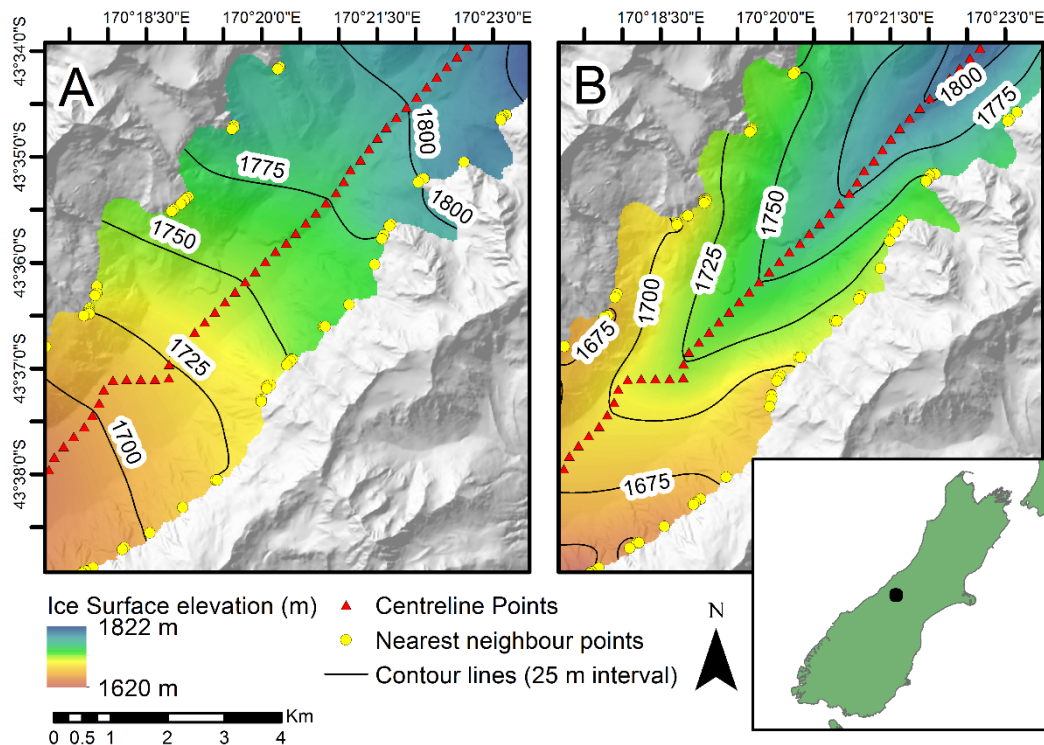 170°18'30"E 170°20'0"E 170°21'30"E 170°23'0"E
170°18'30"E 170°20'0"E 170°21'30"E 170°23'0"E
43°34'0"S
43°35'0"S
43°36'0"S
43°37'0"S
43°38'0"S
A
1800
1775
1800
1750
1725
1700
B
1800
1775
1750
1725
1700
1675
1675
Ice Surface elevation (m)
1822 m
1620 m
Centreline Points
Nearest neighbour points
Contour lines (25 m interval)
N
Km
0 0.5 1 2 3 4